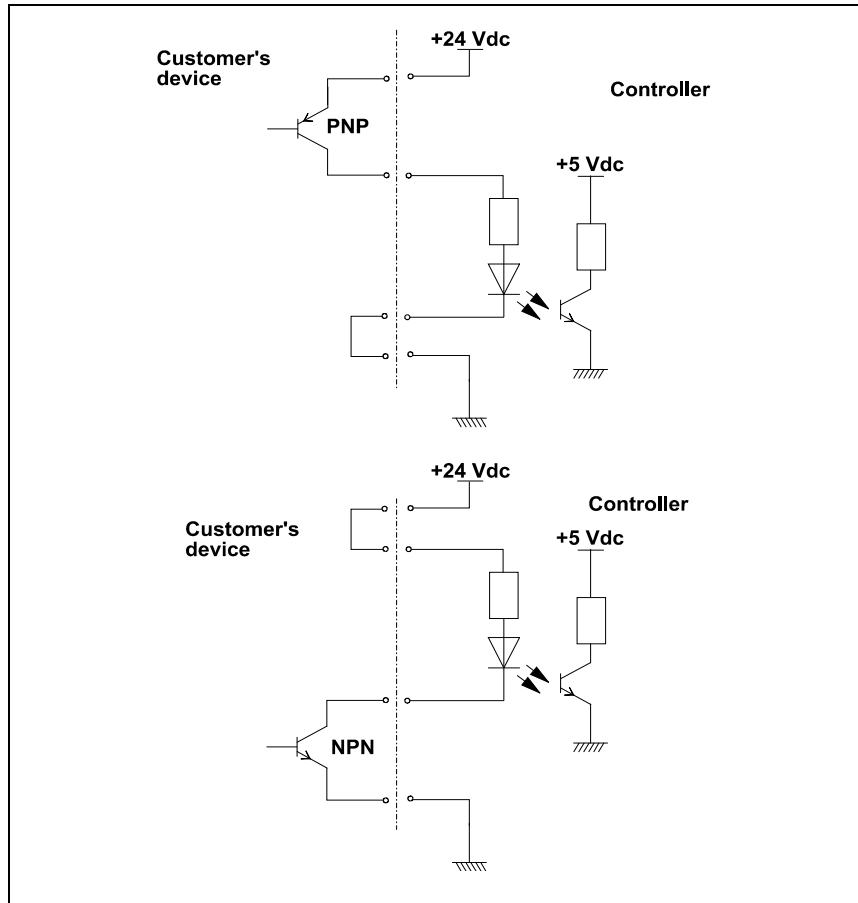 +24 Vdc
Customer's
device
Controller
PNP
+5 Vdc
+24 Vdc
Controller
Customer's
device
+5 Vdc
NPN